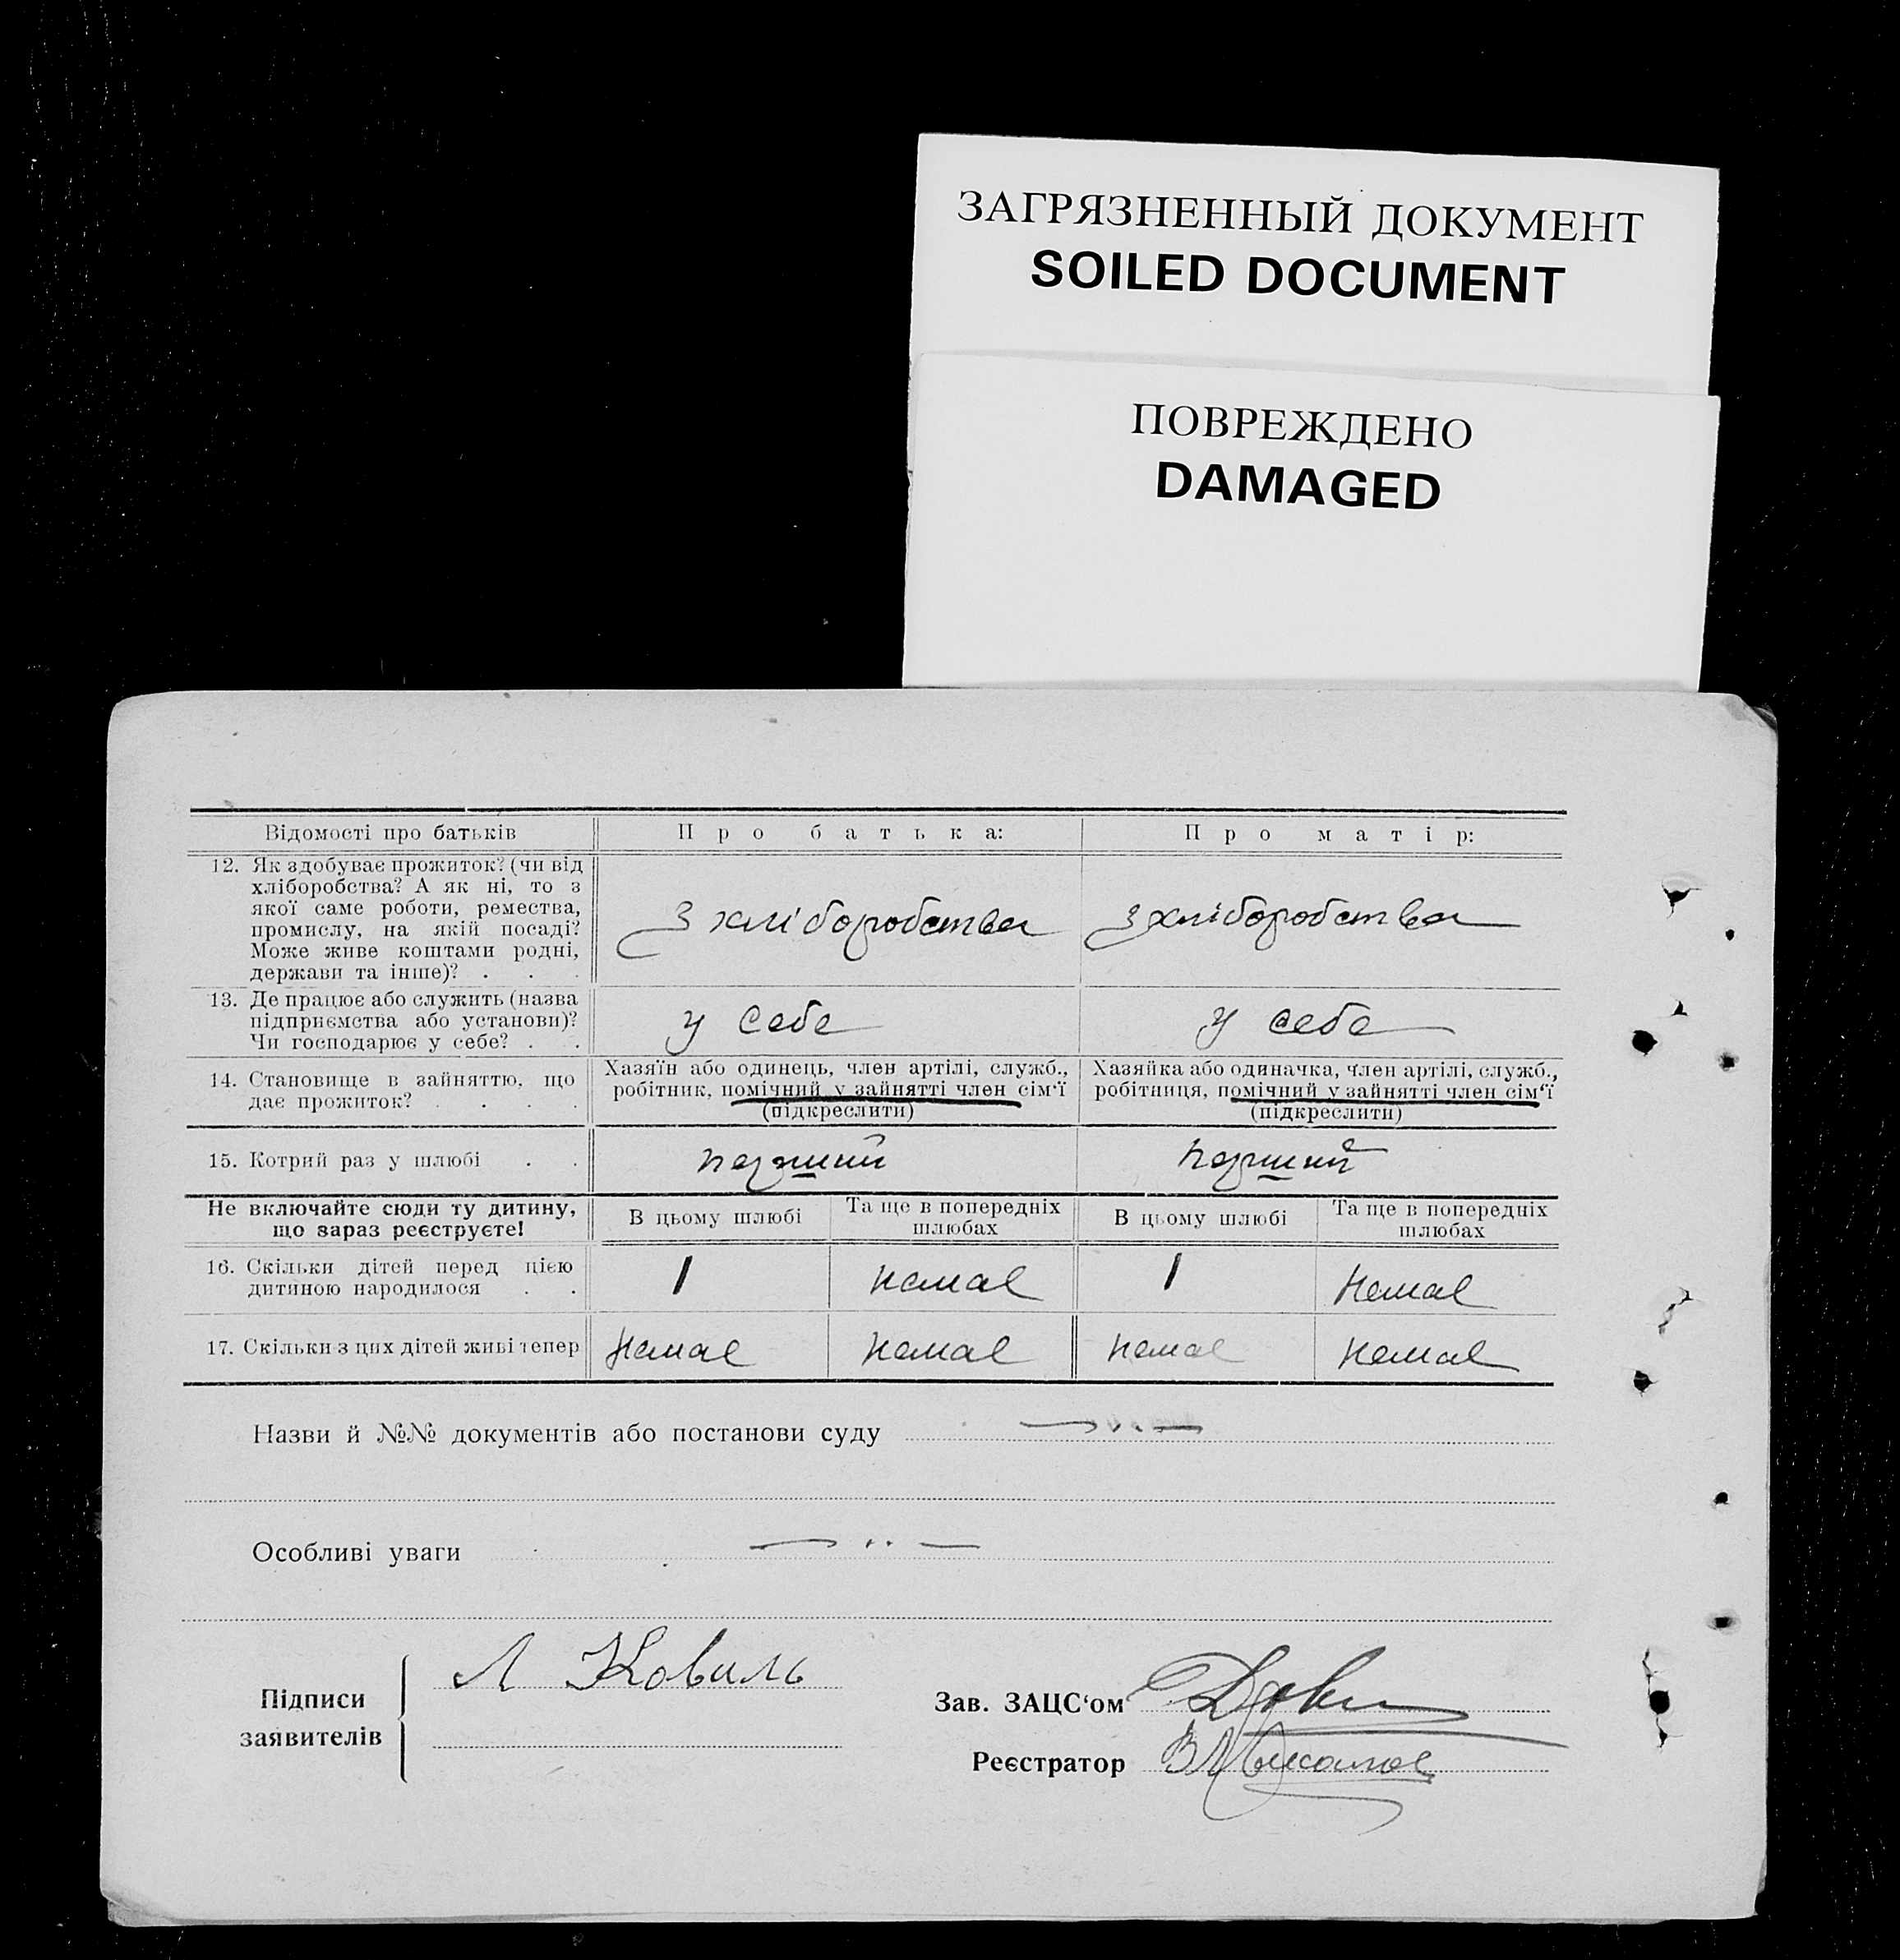 ЗАГРЯЗНЕННЫЙ ДОКУМЕНТ
SOILED DOCUMENT
ПОВРЕЖДЕНО
DAMAGED
Відомості про батьків Про батька: Про матір:
12. Як здобуває прожиток? (чи від
хліборобства? А як ні, то з
якої саме роботи, ремества,
промислу, на якій посаді?
Може живе коштами родні,
держави та інше)? . . .
З хліборобства З хліборобства
13. Де працює або служить (назва
підприємства або установи)?
Чи господарює у себе? . .
у себе у себе
14. Становище в зайняттю, що
дає прожиток? . . . .
Хазяїн або одинець, член артілі, служб.,
робітник, помічний у зайнятті член сім'ї
(підкреслити)
Хазяйка або одиначка, член артілі, служб.,
робітниця, помічний у зайнятті член сім'ї
(підкреслити)
15. Котрий раз у шлюбі . . перший перший
Не включайте сюди ту дитину,
що зараз реєструєте!
В цьому шлюбі
Та ще в попередніх
шлюбах
В цьому шлюбі
Та ще в попередніх
шлюбах
16. Скільки дітей перед цією
дитиною народилося . .
1 немає 1 немає
17. Скільки з цих дітей живі тепер немає немає немає немає
Назви й №№ документів або постанови суду
Особливі уваги
Підписи
заявителів
Л Коваль
Зав. ЗАЦС'ом
Реєстратор